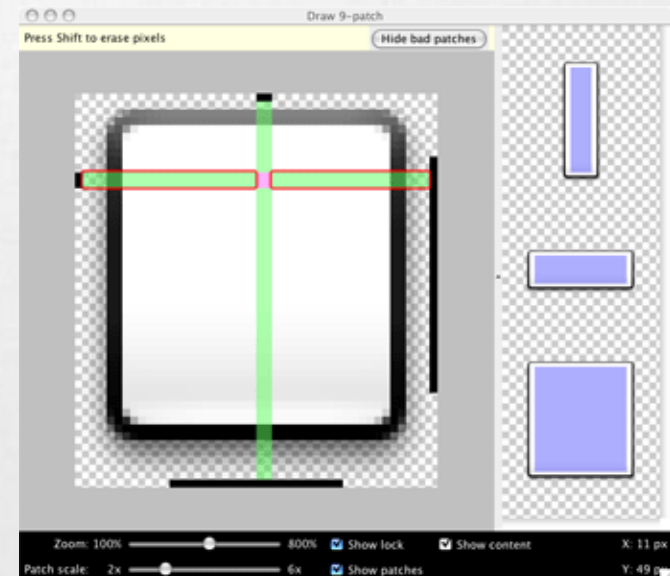 Draw 9-patch
Press Shift to erase pixels
Hide bad patches
Zoom: 100% 800% Show lock Show content X: 11 px
Patch scale: 2x 6x Show patches Y: 49